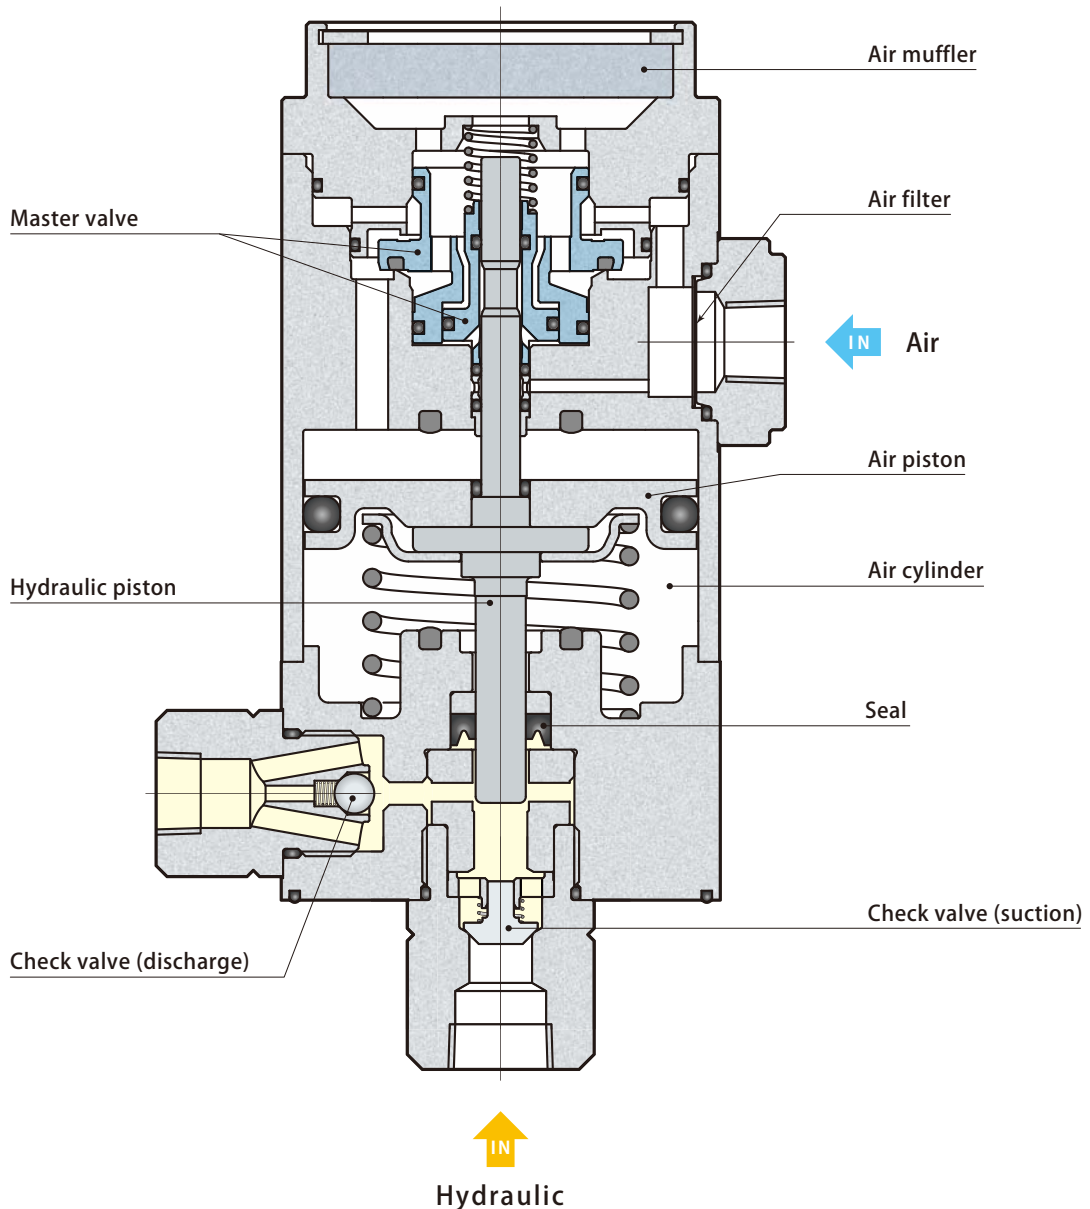 Air muffler
Air filter
Master valve
IN
Air
Air piston
Air cylinder
Hydraulic piston
Seal
Check valve (suction)
Check valve (discharge)
IN
Hydraulic